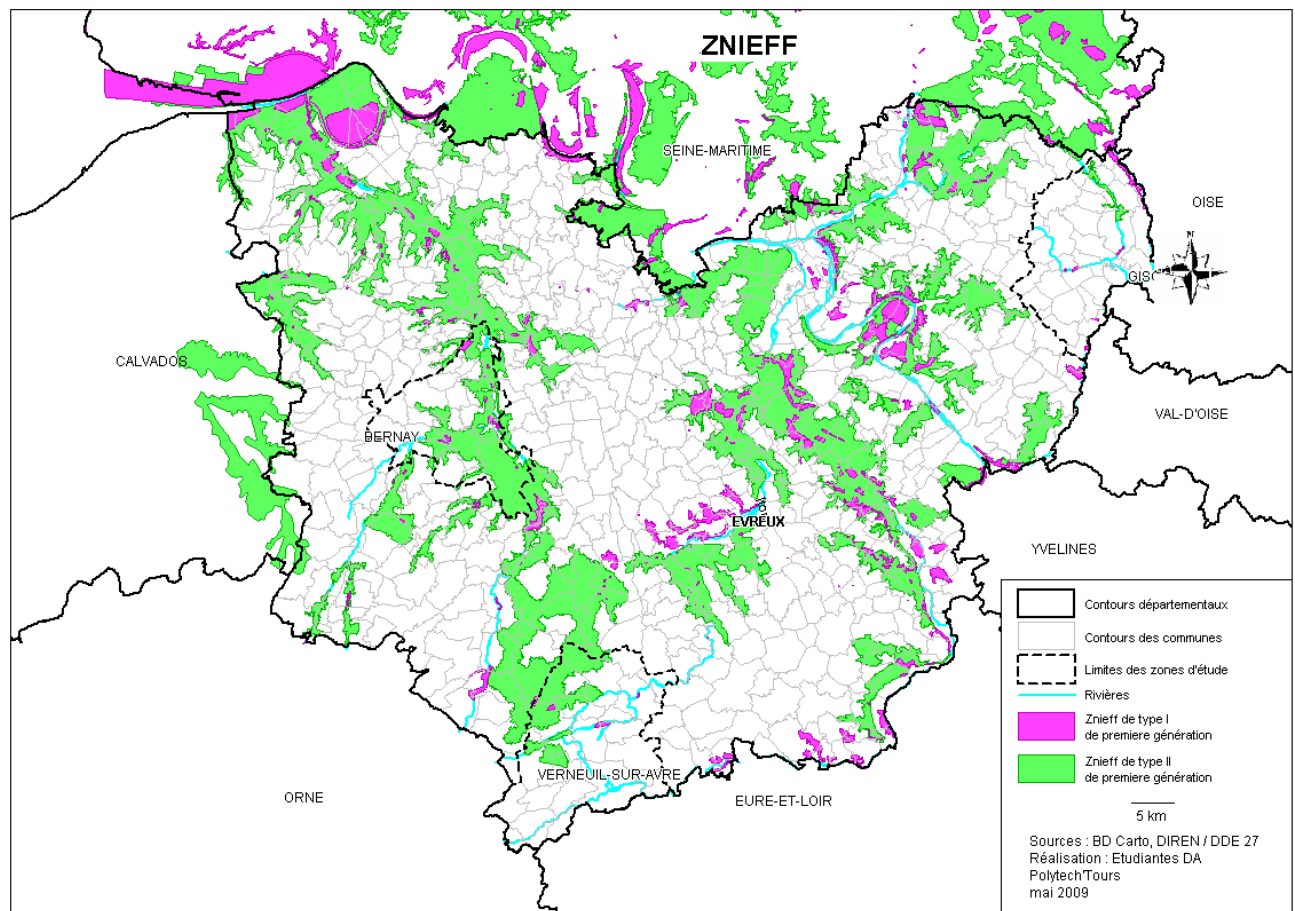 ZNIEFF
SEINE-MARITIME
OISE
N
CALVADOS
VAL-D'OISE
BERNAY
EVREUX
YVELINES
VERNEUIL-SUR-AVRE
ORNE
EURE-ET-LOIR
Contours départementaux
Contours des communes
Limites des zones d'étude
Rivières
Znieff de type I
de premiere génération
Znieff de type II
de premiere génération
5 km
Sources : BD Carto, DIREN / DDE 27
Réalisation : Etudiantes DA
Polytech'Tours
mai 2009